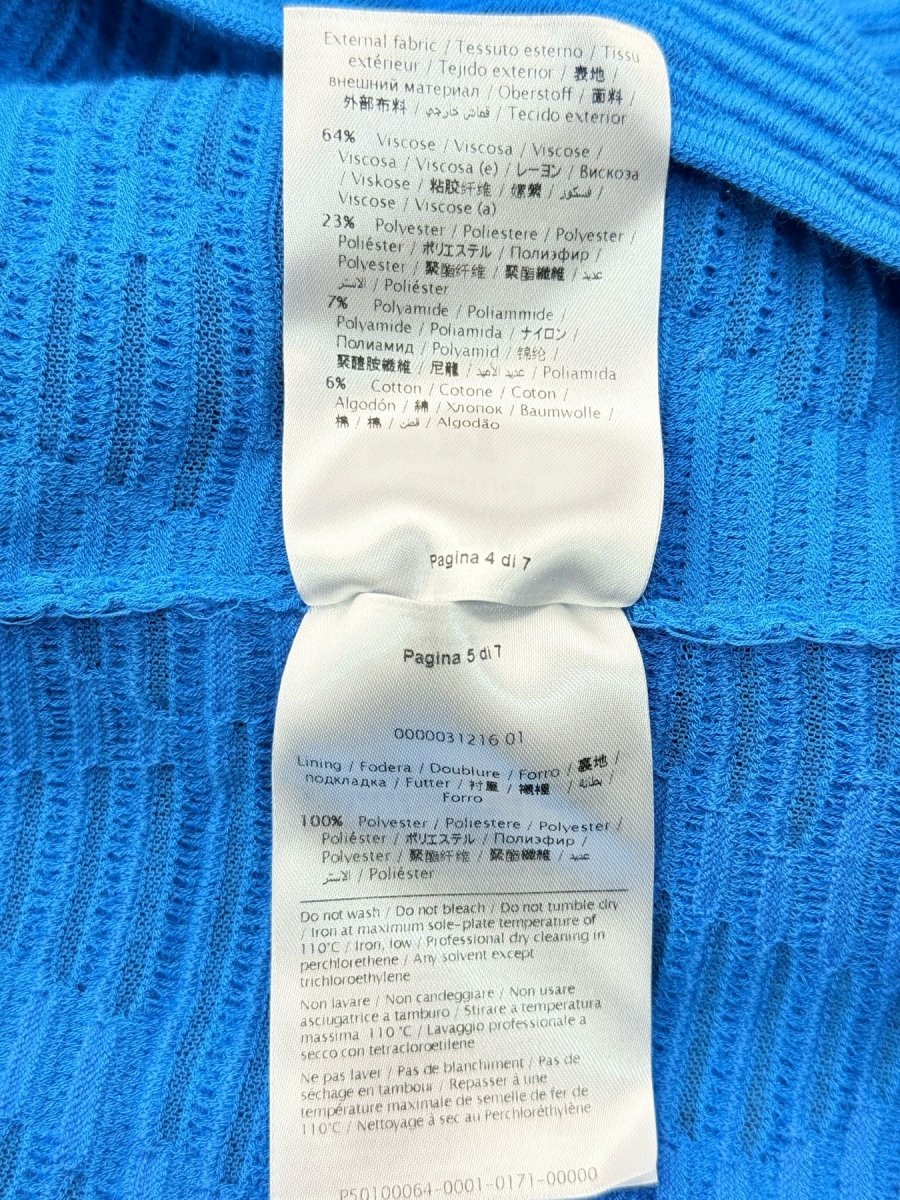 External fabric / Tessuto esterno / Tissu
extérieur / Tejido exterior / 表地 /
внешний материал / Oberstoff / 面料 /
外部布料 / قماش خارجي / Tecido exterior
64% Viscose / Viscosa / Viscose /
Viscosa / Viscosa (e) / レーヨン / Вискоза
/ Viskose / 粘胶纤维 / 嫘縈 / فسكوز /
Viscose / Viscose (a)
23% Polyester / Poliestere / Polyester /
Poliéster / ポリエステル / Полиэфир /
Polyester / 聚酯纤维 / 聚酯纖維 / عديد
الاستر / Poliéster
7% Polyamide / Poliammide /
Polyamide / Poliamida / ナイロン /
Полиамид / Polyamid / 锦纶 /
聚醯胺纖維 / 尼龍 / عديد الأميد / Poliamida
6% Cotton / Cotone / Coton /
Algodón / 綿 / Хлопок / Baumwolle /
棉 / 棉 / قطن / Algodão
Pagina 4 di 7
Pagina 5 di 7
0000031216 01
Lining / Fodera / Doublure / Forro / 裏地 /
подкладка / Futter / 衬里 / 襯裡 / بطانة /
Forro
100% Polyester / Poliestere / Polyester /
Poliéster / ポリエステル / Полиэфир /
Polyester / 聚酯纤维 / 聚酯纖維 / عديد
الاستر / Poliéster
Do not wash / Do not bleach / Do not tumble dry
/ Iron at maximum sole-plate temperature of
110°C / Iron, low / Professional dry cleaning in
perchlorethene / Any solvent except
trichloroethylene
Non lavare / Non candeggiare / Non usare
asciugatrice a tamburo / Stirare a temperatura
massima 110 °C / Lavaggio professionale a
secco con tetracloroetilene
Ne pas laver / Pas de blanchiment / Pas de
séchage en tambour / Repasser à une
température maximale de semelle de fer de
110°C / Nettoyage à sec au Perchloréthylène
P50100064-0001-0171-00000